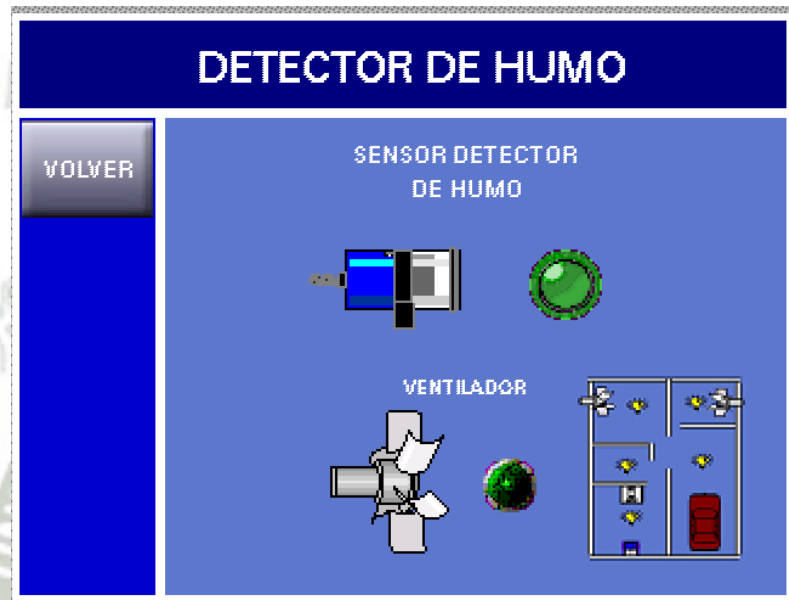 DETECTOR DE HUMO
VOLVER
SENSOR DETECTOR
DE HUMO
VENTILADOR